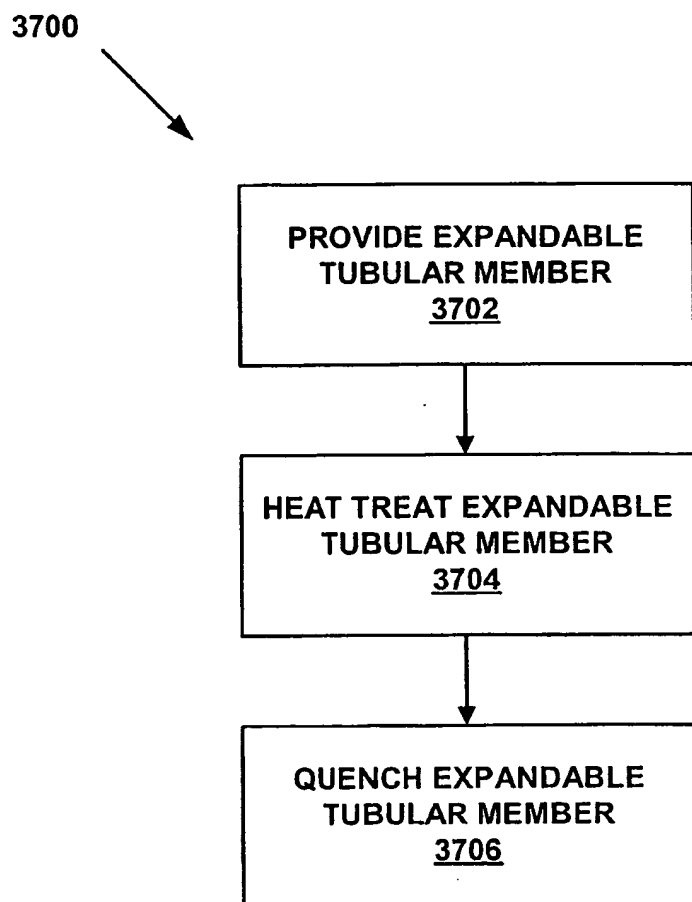 3700
PROVIDE EXPANDABLE
TUBULAR MEMBER
3702
HEAT TREAT EXPANDABLE
TUBULAR MEMBER
3704
QUENCH EXPANDABLE
TUBULAR MEMBER
3706